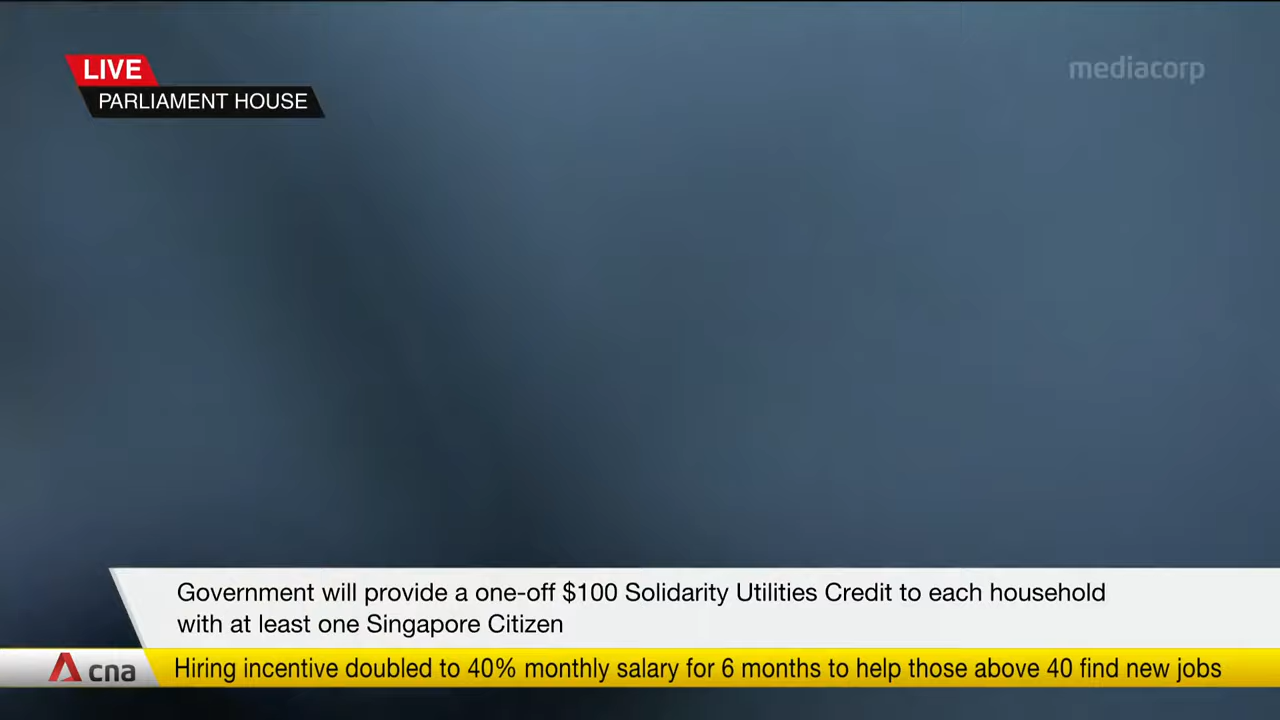 LIVE
mediacorp
PARLIAMENT HOUSE
Government will provide a one-off $100 Solidarity Utilities Credit to each household
with at least one Singapore Citizen
cna
Hiring incentive doubled to 40% monthly salary for 6 months to help those above 40 find new jobs